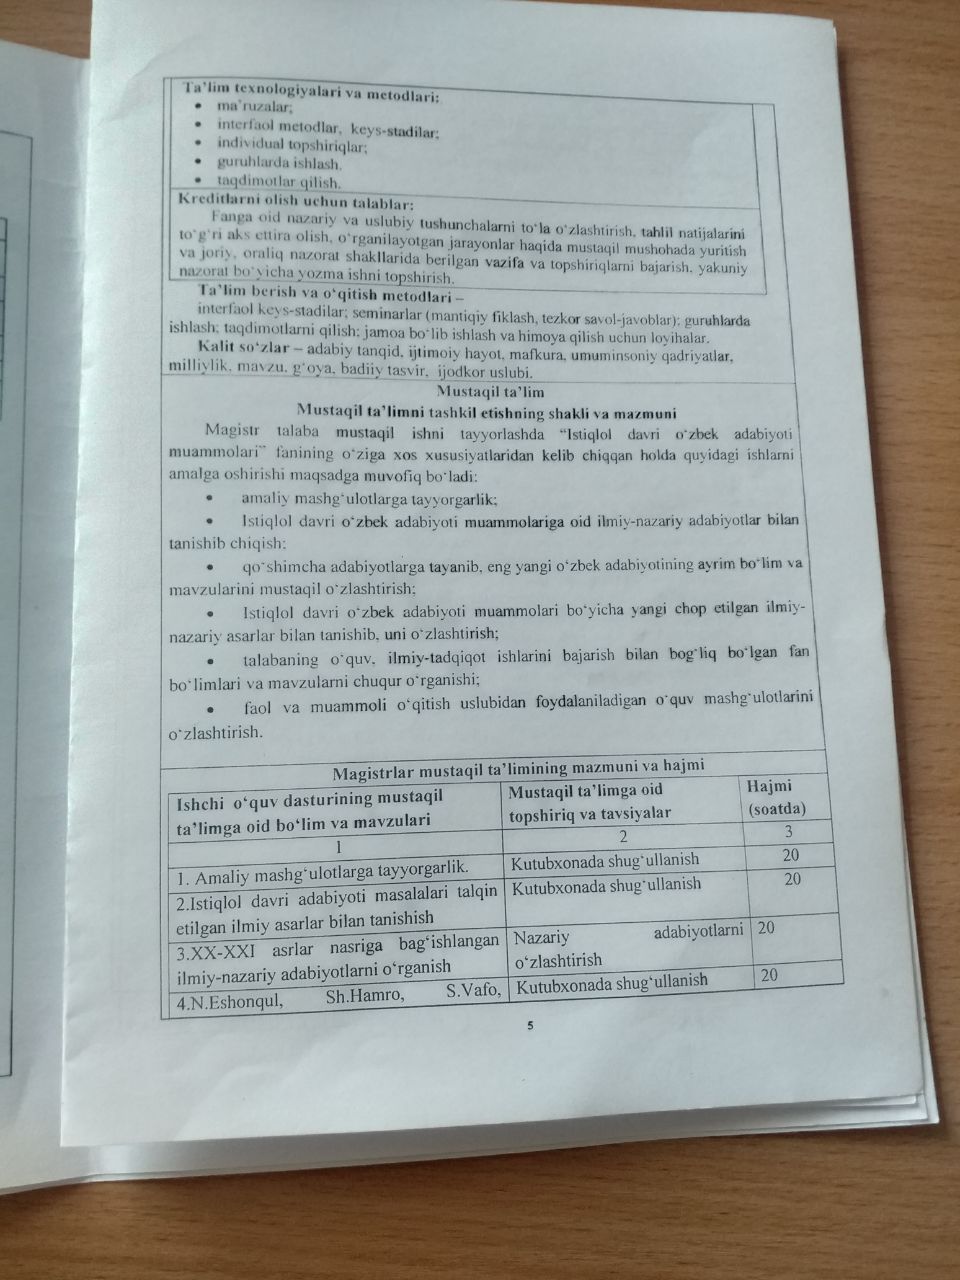 Ta’lim texnologiyalari va metodlari:
• ma’ruzalar;
• interfaol metodlar, keys-stadilar;
• individual topshiriqlar;
• guruhlarda ishlash.
• taqdimotlar qilish.
Kreditlarni olish uchun talablar:
Fanga oid nazariy va uslubiy tushunchalarni to‘la o‘zlashtirish, tahlil natijalarini
to‘g‘ri aks ettira olish, o‘rganilayotgan jarayonlar haqida mustaqil mushohada yuritish
va joriy, oraliq nazorat shakllarida berilgan vazifa va topshiriqlarni bajarish, yakuniy
nazorat bo‘yicha yozma ishni topshirish.
Ta’lim berish va o‘qitish metodlari –
interfaol keys-stadilar; seminarlar (mantiqiy fiklash, tezkor savol-javoblar); guruhlarda
ishlash; taqdimotlarni qilish; jamoa bo‘lib ishlash va himoya qilish uchun loyihalar.
Kalit so‘zlar – adabiy tanqid, ijtimoiy hayot, mafkura, umuminsoniy qadriyatlar,
milliylik, mavzu, g‘oya, badiiy tasvir, ijodkor uslubi.
Mustaqil ta’lim
Mustaqil ta’limni tashkil etishning shakli va mazmuni
Magistr talaba mustaqil ishni tayyorlashda “Istiqlol davri o‘zbek adabiyoti
muammolari” fanining o‘ziga xos xususiyatlaridan kelib chiqqan holda quyidagi ishlarni
amalga oshirishi maqsadga muvofiq bo‘ladi:
• amaliy mashg‘ulotlarga tayyorgarlik;
• Istiqlol davri o‘zbek adabiyoti muammolariga oid ilmiy-nazariy adabiyotlar bilan
tanishib chiqish;
• qo‘shimcha adabiyotlarga tayanib, eng yangi o‘zbek adabiyotining ayrim bo‘lim va
mavzularini mustaqil o‘zlashtirish;
• Istiqlol davri o‘zbek adabiyoti muammolari bo‘yicha yangi chop etilgan ilmiy-
nazariy asarlar bilan tanishib, uni o‘zlashtirish;
• talabaning o‘quv, ilmiy-tadqiqot ishlarini bajarish bilan bog‘liq bo‘lgan fan
bo‘limlari va mavzularni chuqur o‘rganishi;
• faol va muammoli o‘qitish uslubidan foydalaniladigan o‘quv mashg‘ulotlarini
o‘zlashtirish.
Magistrlar mustaqil ta’limining mazmuni va hajmi
Ishchi o‘quv dasturining mustaqil
ta’limga oid bo‘lim va mavzulari
Mustaqil ta’limga oid
topshiriq va tavsiyalar
Hajmi
(soatda)
1
2
3
1. Amaliy mashg‘ulotlarga tayyorgarlik.
Kutubxonada shug‘ullanish
20
2.Istiqlol davri adabiyoti masalalari talqin
etilgan ilmiy asarlar bilan tanishish
Kutubxonada shug‘ullanish
20
3.XX-XXI asrlar nasriga bag‘ishlangan
ilmiy-nazariy adabiyotlarni o‘rganish
Nazariy adabiyotlarni
o‘zlashtirish
20
4.N.Eshonqul, Sh.Hamro, S.Vafo,
Kutubxonada shug‘ullanish
20
5